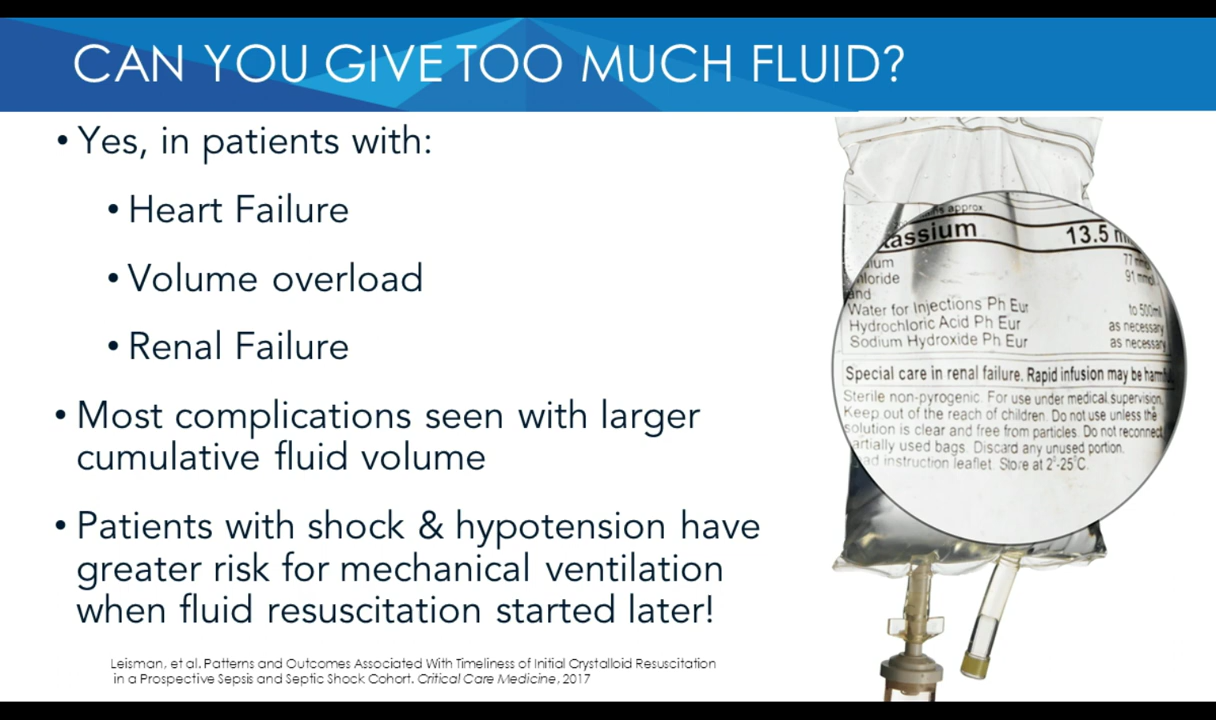 CAN YOU GIVE TOO MUCH FLUID?
• Yes, in patients with:
• Heart Failure
• Volume overload
• Renal Failure
• Most complications seen with larger
cumulative fluid volume
• Patients with shock & hypotension have
greater risk for mechanical ventilation
when fluid resuscitation started later!
Leisman, et al. Patterns and Outcomes Associated With Timeliness of Initial Crystalloid Resuscitation
in a Prospective Sepsis and Septic Shock Cohort. Critical Care Medicine, 2017
approx
13.5
77
91
Water for Injections Ph Eur to 500ml
Hydrochloric Acid Ph Eur as necessary
Sodium Hydroxide Ph Eur as necessary
Special care in renal failure. Rapid infusion may be
Sterile non-pyrogenic. For use under medical supervision.
Keep out of the reach of children. Do not use unless the
solution is clear and free from particles. Do not reconnect
used bags. Discard any unused portion.
instruction leaflet. Store at 2°-25°C.